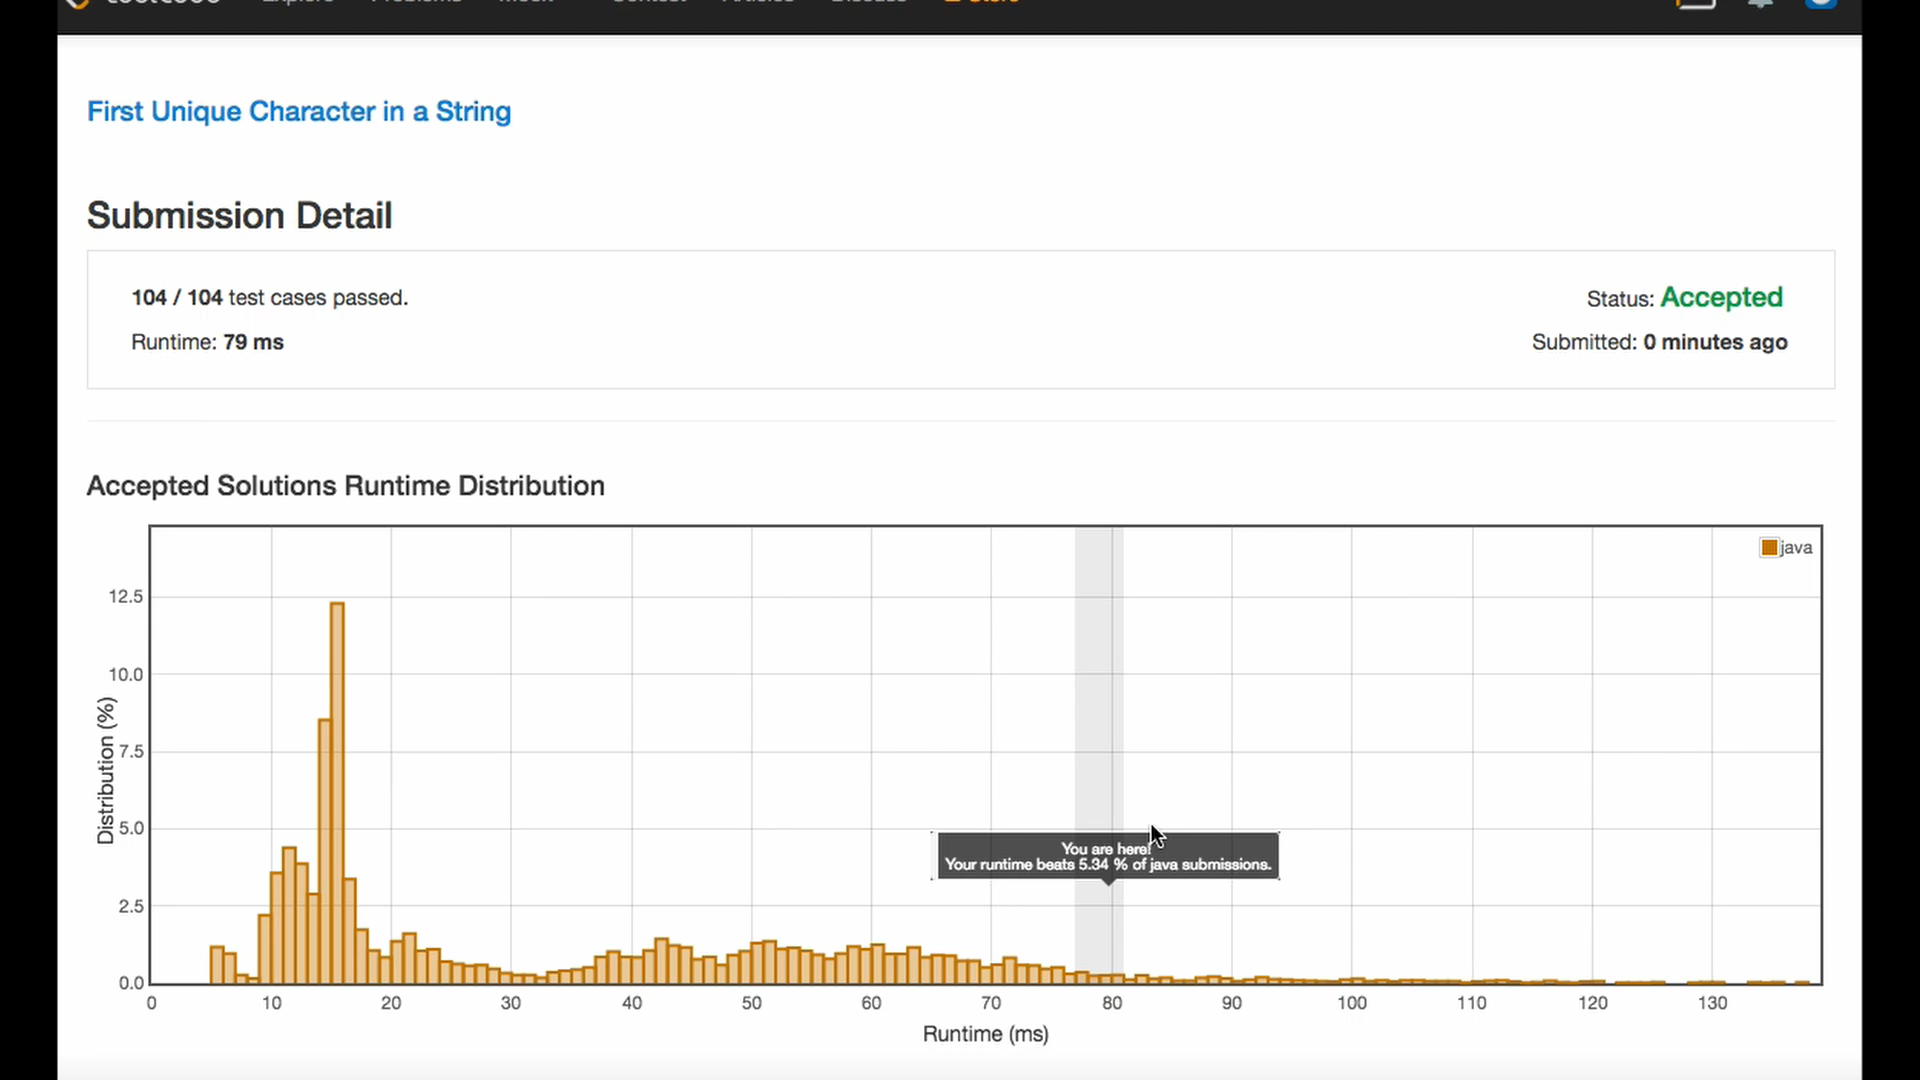 First Unique Character in a String
Submission Detail
104 / 104 test cases passed.
Status: Accepted
Runtime: 79 ms
Submitted: 0 minutes ago
Accepted Solutions Runtime Distribution
java
12.5
10.0
7.5
5.0
2.5
0.0
Distribution (%)
You are here!
Your runtime beats 5.34 % of java submissions.
0 10 20 30 40 50 60 70 80 90 100 110 120 130
Runtime (ms)